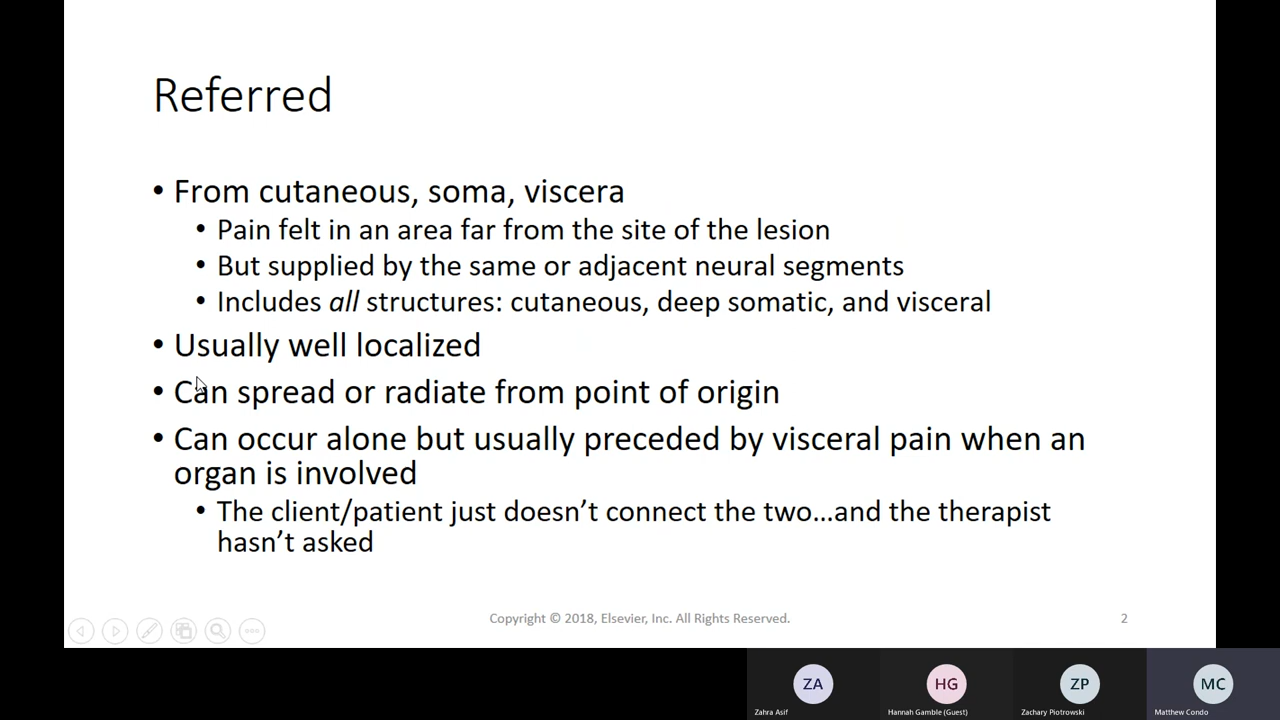 Referred
• From cutaneous, soma, viscera
• Pain felt in an area far from the site of the lesion
• But supplied by the same or adjacent neural segments
• Includes all structures: cutaneous, deep somatic, and visceral
• Usually well localized
• Can spread or radiate from point of origin
• Can occur alone but usually preceded by visceral pain when an
organ is involved
• The client/patient just doesn’t connect the two…and the therapist
hasn’t asked
Copyright © 2018, Elsevier, Inc. All Rights Reserved.
2
ZA
HG
ZP
MC
Zahra Asif
Hannah Gamble (Guest)
Zachary Piotrowski
Matthew Condo